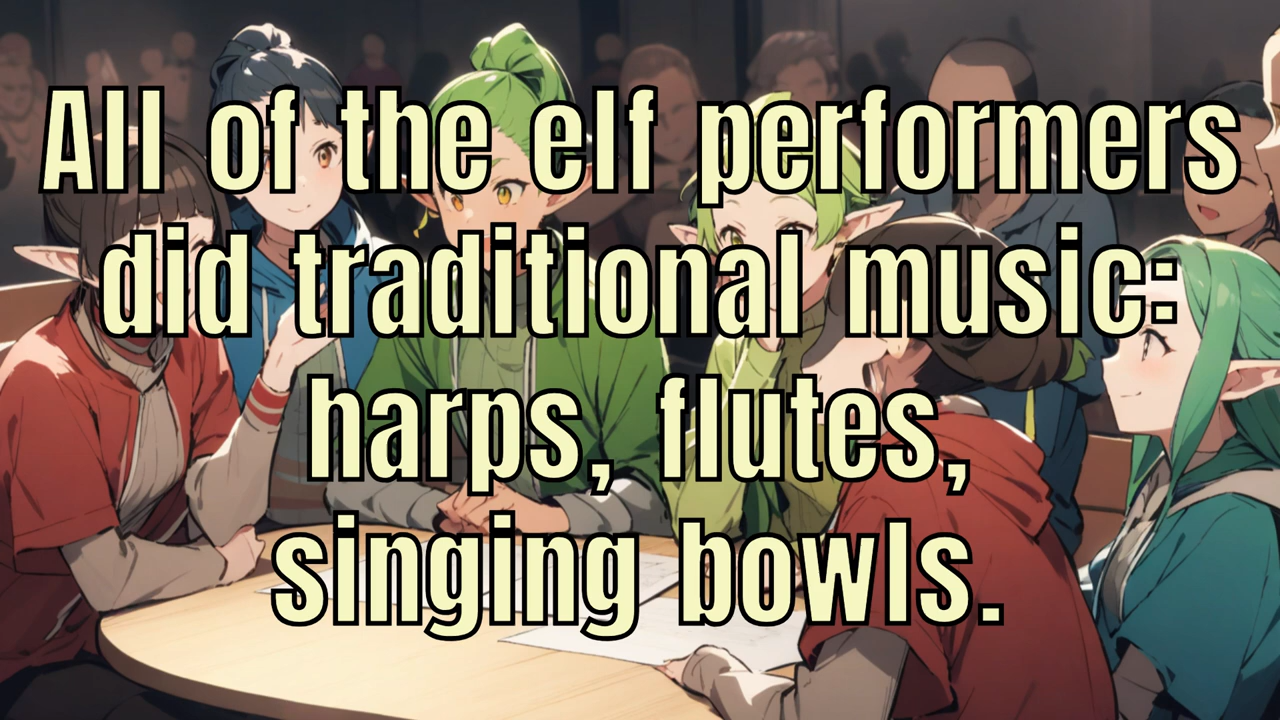 All of the elf performers
did traditional music:
harps, flutes,
singing bowls.